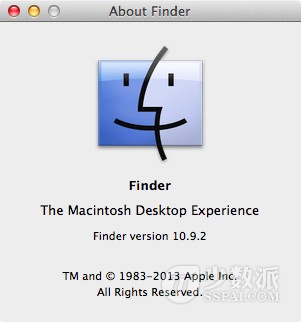 About Finder
Finder
The Macintosh Desktop Experience
Finder version 10.9.2
TM and © 1983-2013 Apple Inc.
All Rights Reserved.
少数派
SSPAI.COM